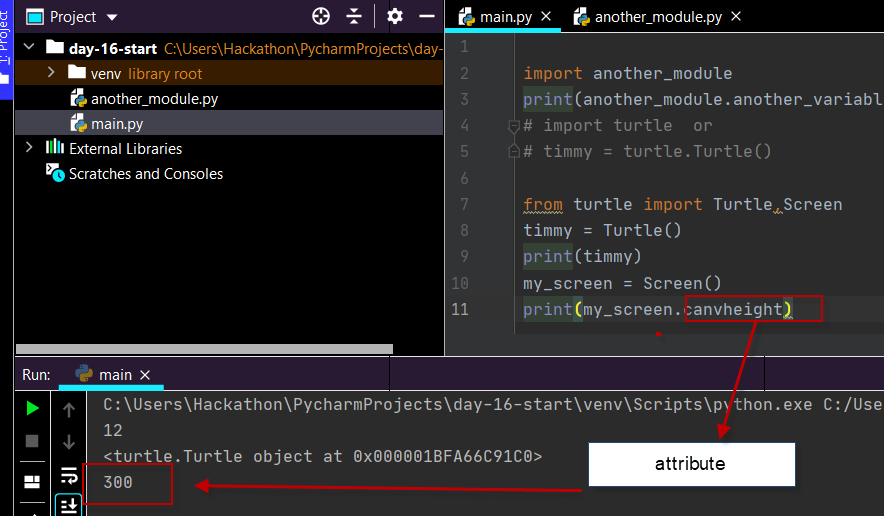 1: Project
Project
main.py
another_module.py
day-16-start C:\Users\Hackathon\PycharmProjects\day-
venv library root
another_module.py
main.py
External Libraries
Scratches and Consoles
1
2 import another_module
3 print(another_module.another_variabl
4 # import turtle or
5 # timmy = turtle.Turtle()
6
7 from turtle import Turtle,Screen
8 timmy = Turtle()
9 print(timmy)
10 my_screen = Screen()
11 print(my_screen.canvheight)
Run: main
C:\Users\Hackathon\PycharmProjects\day-16-start\venv\Scripts\python.exe C:/Use
12
<turtle.Turtle object at 0x000001BFA66C91C0>
300
attribute